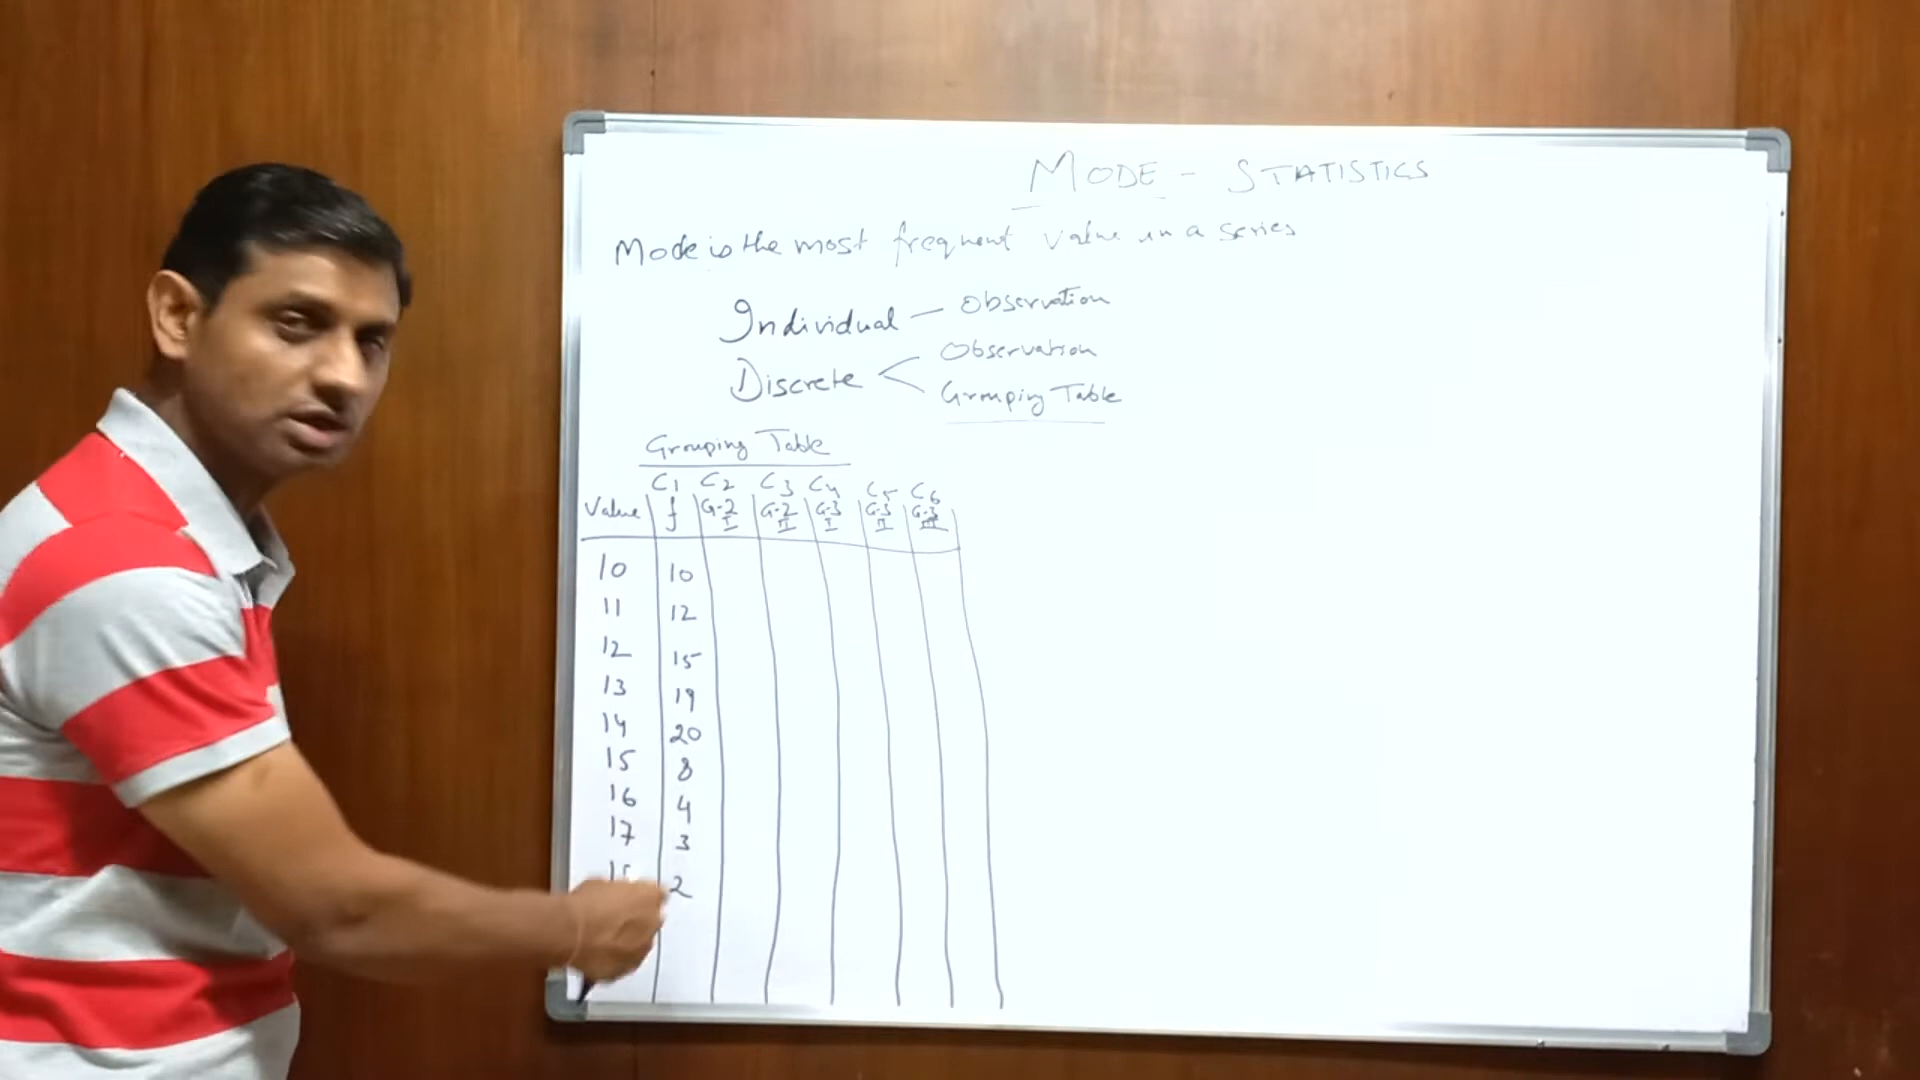 MODE - STATISTICS
Mode is the most frequent value in a series
Individual - Observation
Discrete < Observation
Grouping Table
Grouping Table
C1 C2 C3 C4 C5 C6
Value f G-2 I G-2 II G-3 I G-3 II G-3 III
10 10
11 12
12 15
13 19
14 20
15 8
16 4
17 3
2